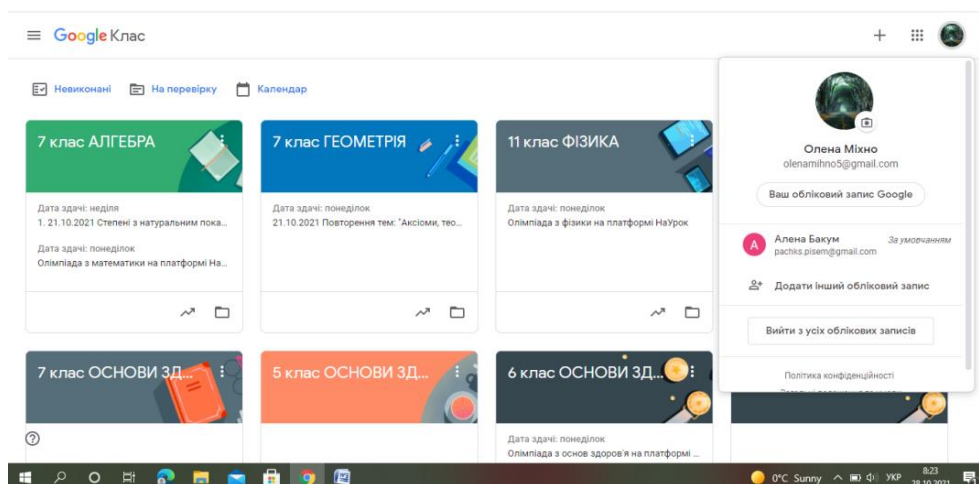 Google Клас
Невиконані На перевірку Календар
7 клас АЛГЕБРА
Дата здачі: неділя
1. 21.10.2021 Степені з натуральним пока...
Дата здачі: понеділок
Олімпіада з математики на платформі На...
7 клас ГЕОМЕТРІЯ
Дата здачі: понеділок
21.10.2021 Повторення тем: "Аксіоми, тео...
11 клас ФІЗИКА
Дата здачі: понеділок
Олімпіада з фізики на платформі НаУрок
Олена Міхно
olenamihno5@gmail.com
Ваш обліковий запис Google
A
Алена Бакум За умовчанням
pachks.pisem@gmail.com
Додати інший обліковий запис
Вийти з усіх облікових записів
Політика конфіденційності
7 клас ОСНОВИ ЗД...
5 клас ОСНОВИ ЗД...
6 клас ОСНОВИ ЗД...
Дата здачі: понеділок
Олімпіада з основ здоров'я на платформі ...
0°C Sunny УКР 8:23
28.10.2021